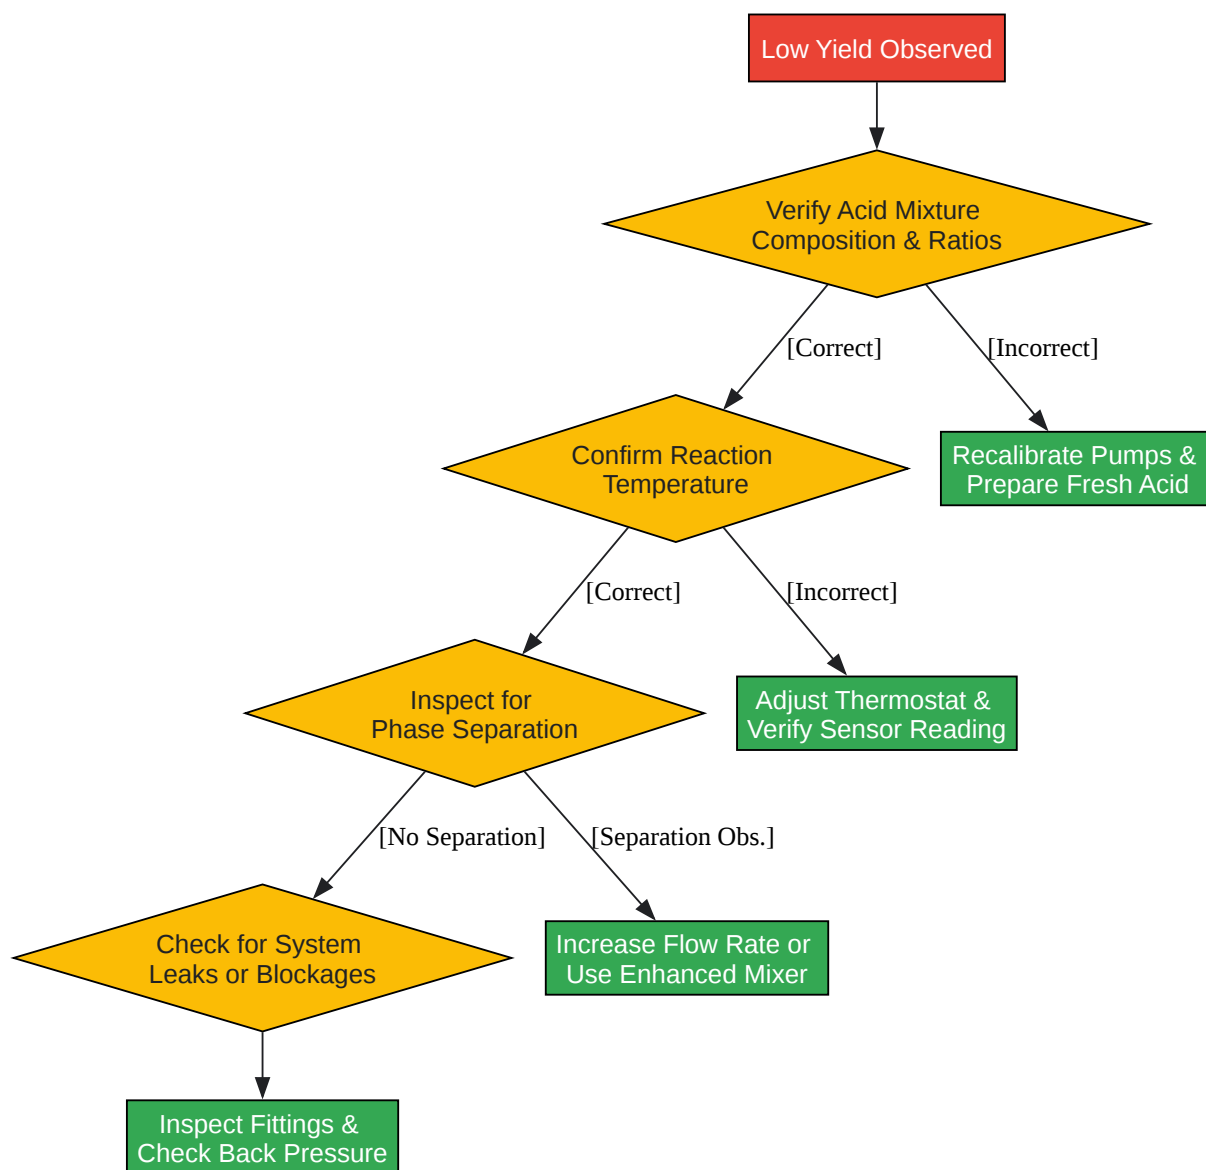 Low Yield Observed
Verify Acid Mixture
Composition & Ratios
[Correct]
[Incorrect]
Confirm Reaction
Temperature
Recalibrate Pumps &
Prepare Fresh Acid
[Correct]
[Incorrect]
Inspect for
Phase Separation
Adjust Thermostat &
Verify Sensor Reading
[No Separation]
[Separation Obs.]
Check for System
Leaks or Blockages
Increase Flow Rate or
Use Enhanced Mixer
Inspect Fittings &
Check Back Pressure